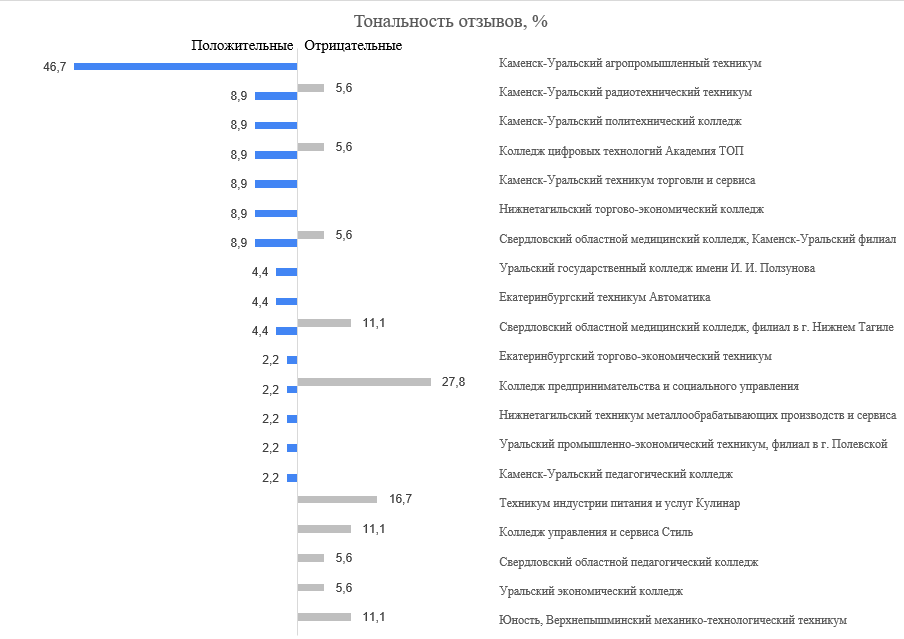 Тональность отзывов, %
Положительные Отрицательные
46,7 Каменск-Уральский агропромышленный техникум
8,9 5,6 Каменск-Уральский радиотехнический техникум
8,9 Каменск-Уральский политехнический колледж
8,9 5,6 Колледж цифровых технологий Академия ТОП
8,9 Каменск-Уральский техникум торговли и сервиса
8,9 Нижнетагильский торгово-экономический колледж
8,9 5,6 Свердловский областной медицинский колледж, Каменск-Уральский филиал
4,4 Уральский государственный колледж имени И. И. Ползунова
4,4 Екатеринбургский техникум Автоматика
4,4 11,1 Свердловский областной медицинский колледж, филиал в г. Нижнем Тагиле
2,2 Екатеринбургский торгово-экономический техникум
2,2 27,8 Колледж предпринимательства и социального управления
2,2 Нижнетагильский техникум металлообрабатывающих производств и сервиса
2,2 Уральский промышленно-экономический техникум, филиал в г. Полевской
2,2 Каменск-Уральский педагогический колледж
16,7 Техникум индустрии питания и услуг Кулинар
11,1 Колледж управления и сервиса Стиль
5,6 Свердловский областной педагогический колледж
5,6 Уральский экономический колледж
11,1 Юность, Верхнепышминский механико-технологический техникум